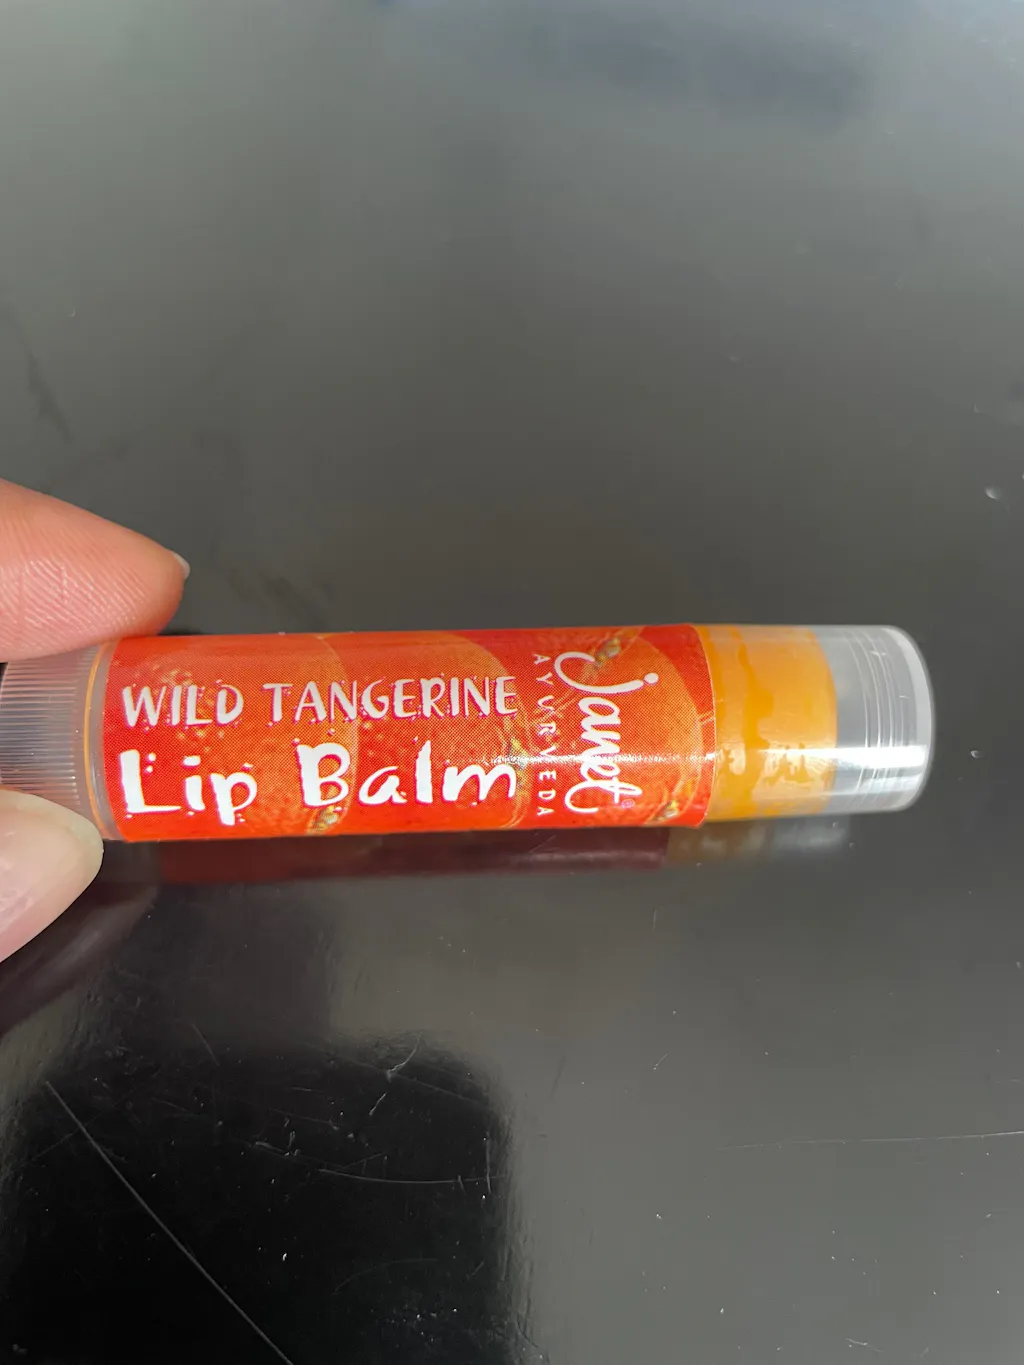 WILD TANGERINE
Lip Balm
Janet
AYURVEDA